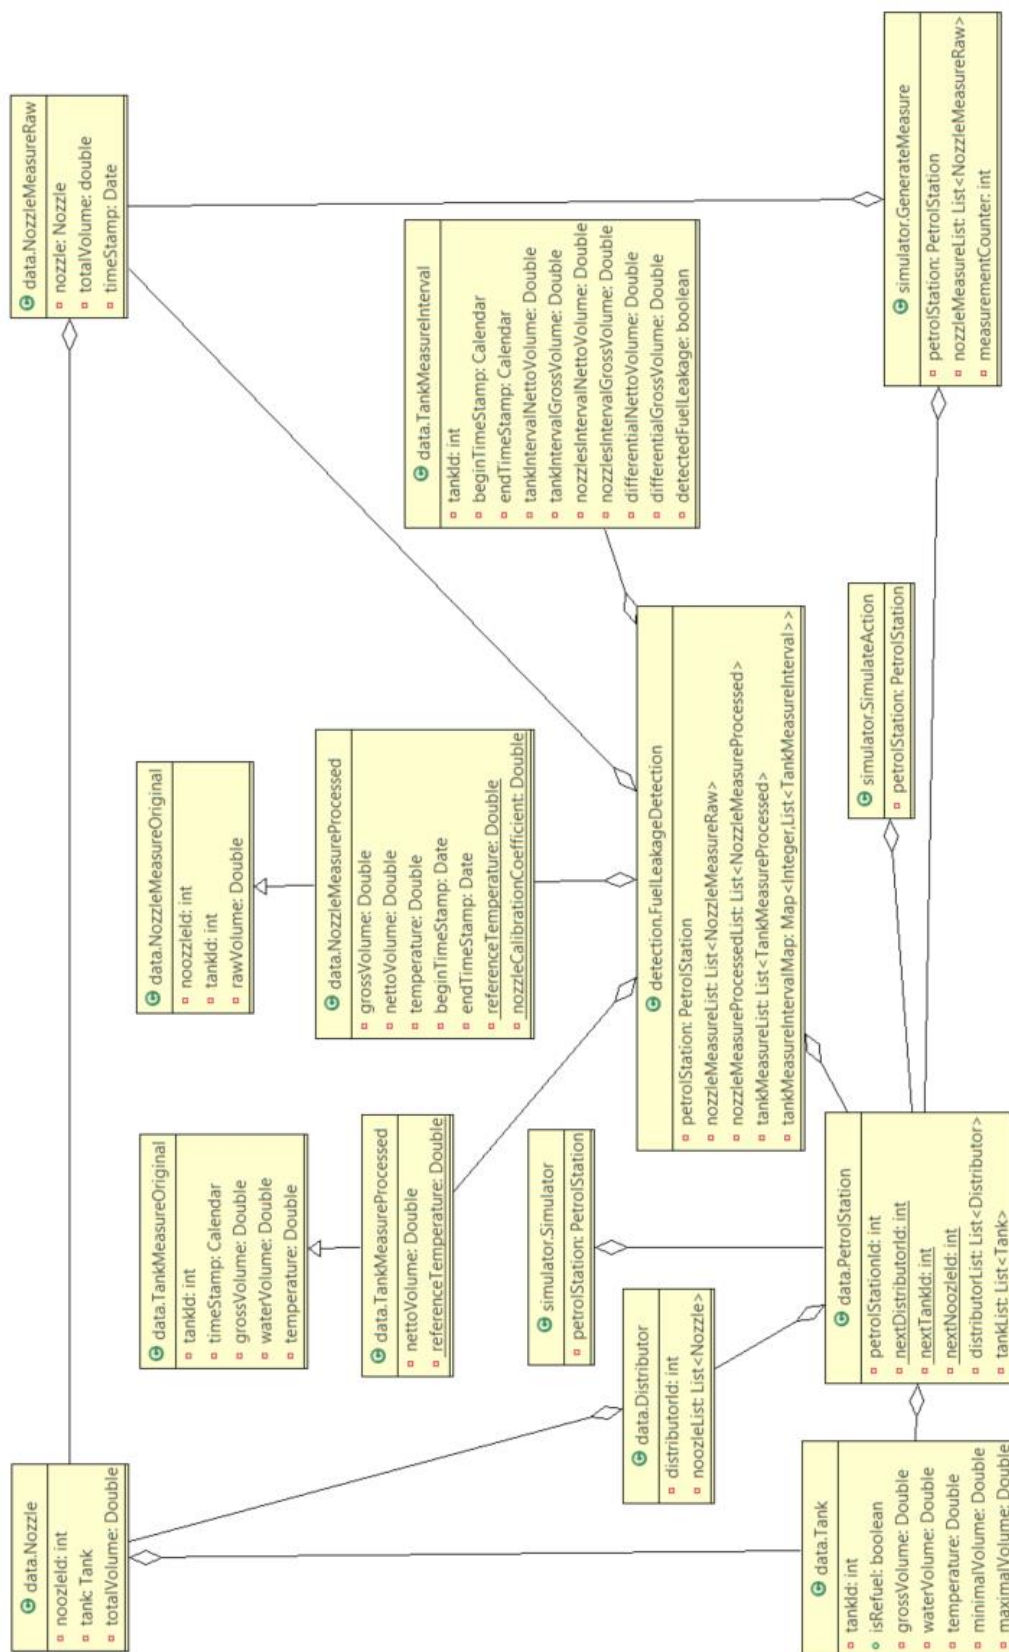 data.Nozzle
noozleId: int
tank: Tank
totalVolume: Double
data.NozzleMeasureRaw
nozzle: Nozzle
totalVolume: double
timeStamp: Date
data.TankMeasureOriginal
tankId: int
timeStamp: Calendar
grossVolume: Double
waterVolume: Double
temperature: Double
data.NozzleMeasureOriginal
noozzleId: int
tankId: int
rawVolume: Double
data.TankMeasureProcessed
nettoVolume: Double
referenceTemperature: Double
data.NozzleMeasureProcessed
grossVolume: Double
nettoVolume: Double
temperature: Double
beginTimeStamp: Date
endTimeStamp: Date
referenceTemperature: Double
nozzleCalibrationCoefficient: Double
data.TankMeasureInterval
tankId: int
beginTimeStamp: Calendar
endTimeStamp: Calendar
tankIntervalNettoVolume: Double
tankIntervalGrossVolume: Double
nozzlesIntervalNettoVolume: Double
nozzlesIntervalGrossVolume: Double
differentialNettoVolume: Double
differentialGrossVolume: Double
detectedFuelLeakage: boolean
simulator.Simulator
petrolStation: PetrolStation
data.Distributor
distributorId: int
noozleList: List<Nozzle>
detection.FuelLeakageDetection
petrolStation: PetrolStation
nozzleMeasureList: List<NozzleMeasureRaw>
nozzleMeasureProcessedList: List<NozzleMeasureProcessed>
tankMeasureList: List<TankMeasureProcessed>
tankMeasureIntervalMap: Map<Integer,List<TankMeasureInterval>>
data.Tank
tankId: int
isRefuel: boolean
grossVolume: Double
waterVolume: Double
temperature: Double
minimalVolume: Double
maximalVolume: Double
data.PetrolStation
petrolStationId: int
nextDistributorId: int
nextTankId: int
nextNoozleId: int
distributorList: List<Distributor>
tankList: List<Tank>
simulator.SimulateAction
petrolStation: PetrolStation
simulator.GenerateMeasure
petrolStation: PetrolStation
nozzleMeasureList: List<NozzleMeasureRaw>
measurementCounter: int